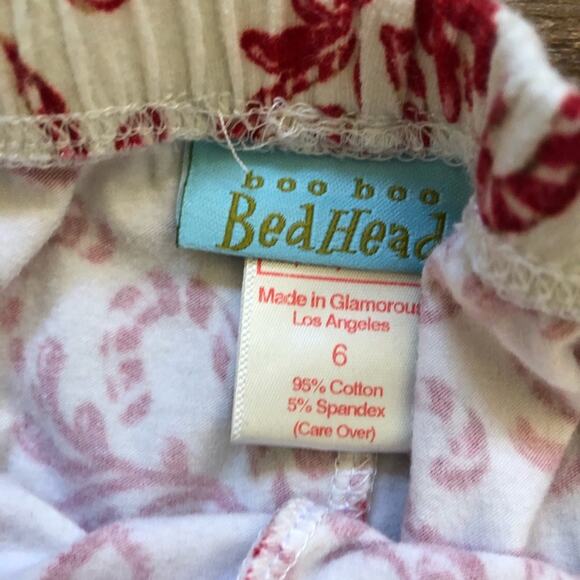 boo boo
BedHead
Made in Glamorous
Los Angeles
6
95% Cotton
5% Spandex
(Care Over)